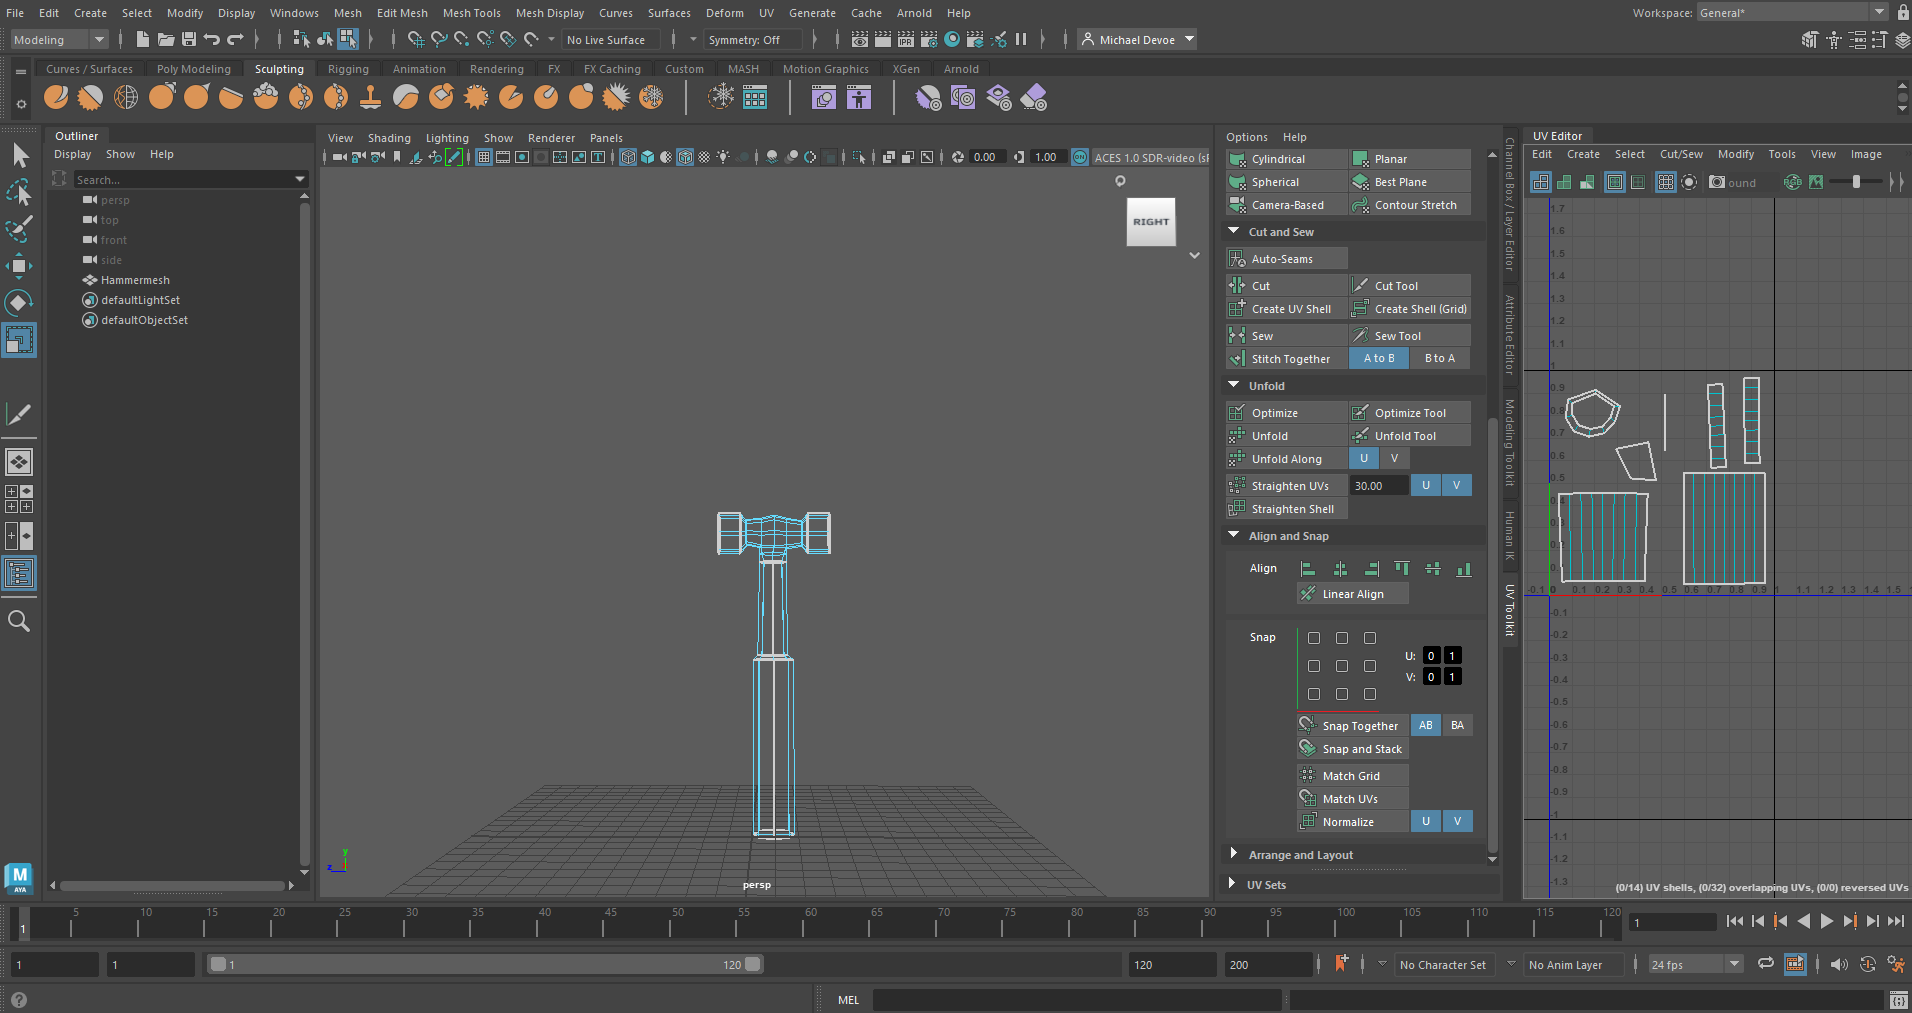 File Edit Create Select Modify Display Windows Mesh Edit Mesh Mesh Tools Mesh Display Curves Surfaces Deform UV Generate Cache Arnold Help Workspace: General*
Modeling No Live Surface Symmetry: Off IPR Michael Devoe
Curves / Surfaces Poly Modeling Sculpting Rigging Animation Rendering FX FX Caching Custom MASH Motion Graphics XGen Arnold
Outliner
Display Show Help
Search...
persp
top
front
side
Hammermesh
defaultLightSet
defaultObjectSet
View Shading Lighting Show Renderer Panels
0.00 1.00 ACES 1.0 SDR-video (sR
RIGHT
y
z
persp
Options Help
Cylindrical Planar
Spherical Best Plane
Camera-Based Contour Stretch
Cut and Sew
Auto-Seams
Cut Cut Tool
Create UV Shell Create Shell (Grid)
Sew Sew Tool
Stitch Together A to B B to A
Unfold
Optimize Optimize Tool
Unfold Unfold Tool
Unfold Along U V
Straighten UVs 30.00 U V
Straighten Shell
Align and Snap
Align
Linear Align
Snap
U: 0 1
V: 0 1
Snap Together AB BA
Snap and Stack
Match Grid
Match UVs
Normalize U V
Arrange and Layout
UV Sets
Channel Box / Layer Editor
Attribute Editor
Modeling Toolkit
Human IK
UV Toolkit
UV Editor
Edit Create Select Cut/Sew Modify Tools View Image
ound RGB
1.7
1.6
1.5
1.4
1.3
1.2
1.1
1
0.9
0.8
0.7
0.6
0.5
0.4
0.3
0.2
0.1
0
-0.1 0 0.1 0.2 0.3 0.4 0.5 0.6 0.7 0.8 0.9 1 1.1 1.2 1.3 1.4 1.5
-0.1
-0.2
-0.3
-0.4
-0.5
-0.6
-0.7
-0.8
-0.9
-1
-1.1
-1.2
-1.3
(0/14) UV shells, (0/32) overlapping UVs, (0/0) reversed UVs
M
AYA
1 5 10 15 20 22 25 30 35 40 45 50 55 60 65 70 75 80 85 90 95 100 105 110 115 120 1
1 1 1 120 120 200 No Character Set No Anim Layer 24 fps
MEL